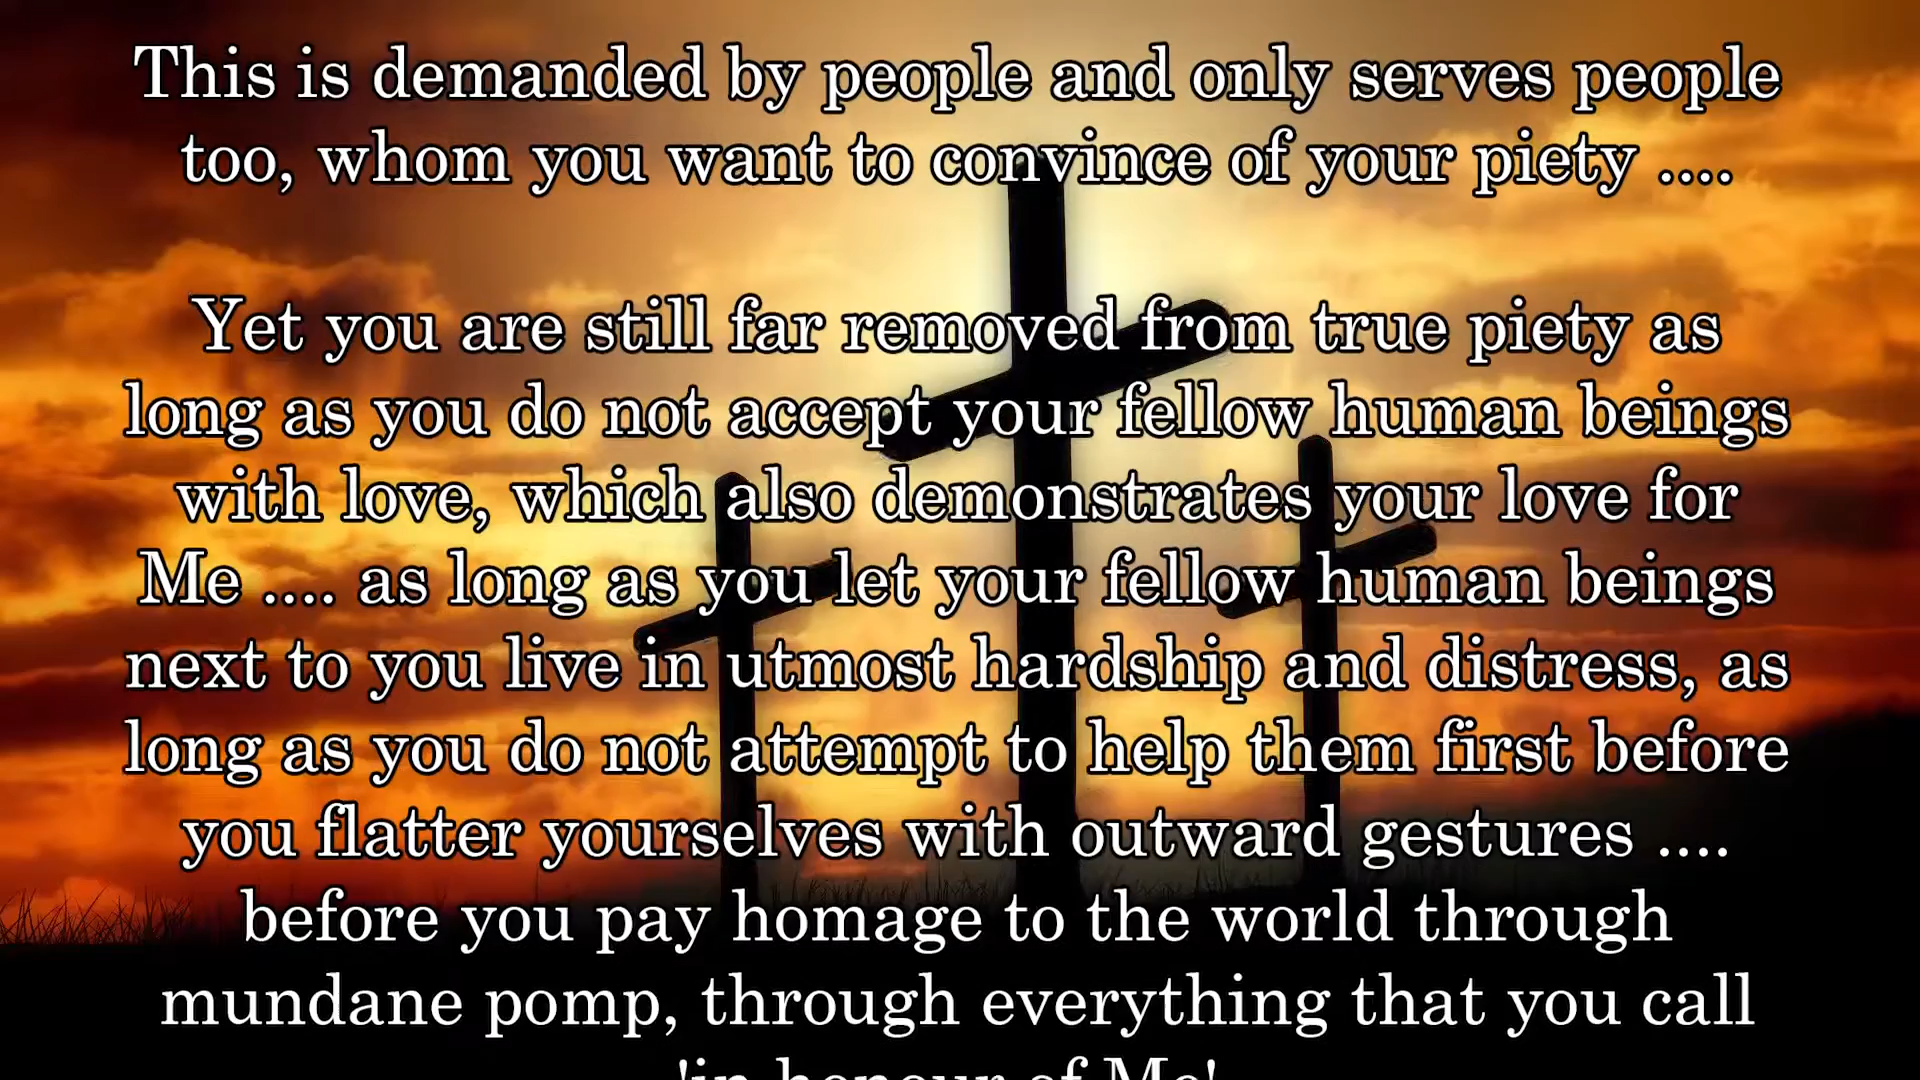 This is demanded by people and only serves people
too, whom you want to convince of your piety ....
Yet you are still far removed from true piety as
long as you do not accept your fellow human beings
with love, which also demonstrates your love for
Me .... as long as you let your fellow human beings
next to you live in utmost hardship and distress, as
long as you do not attempt to help them first before
you flatter yourselves with outward gestures ....
before you pay homage to the world through
mundane pomp, through everything that you call
'in honour of Me'